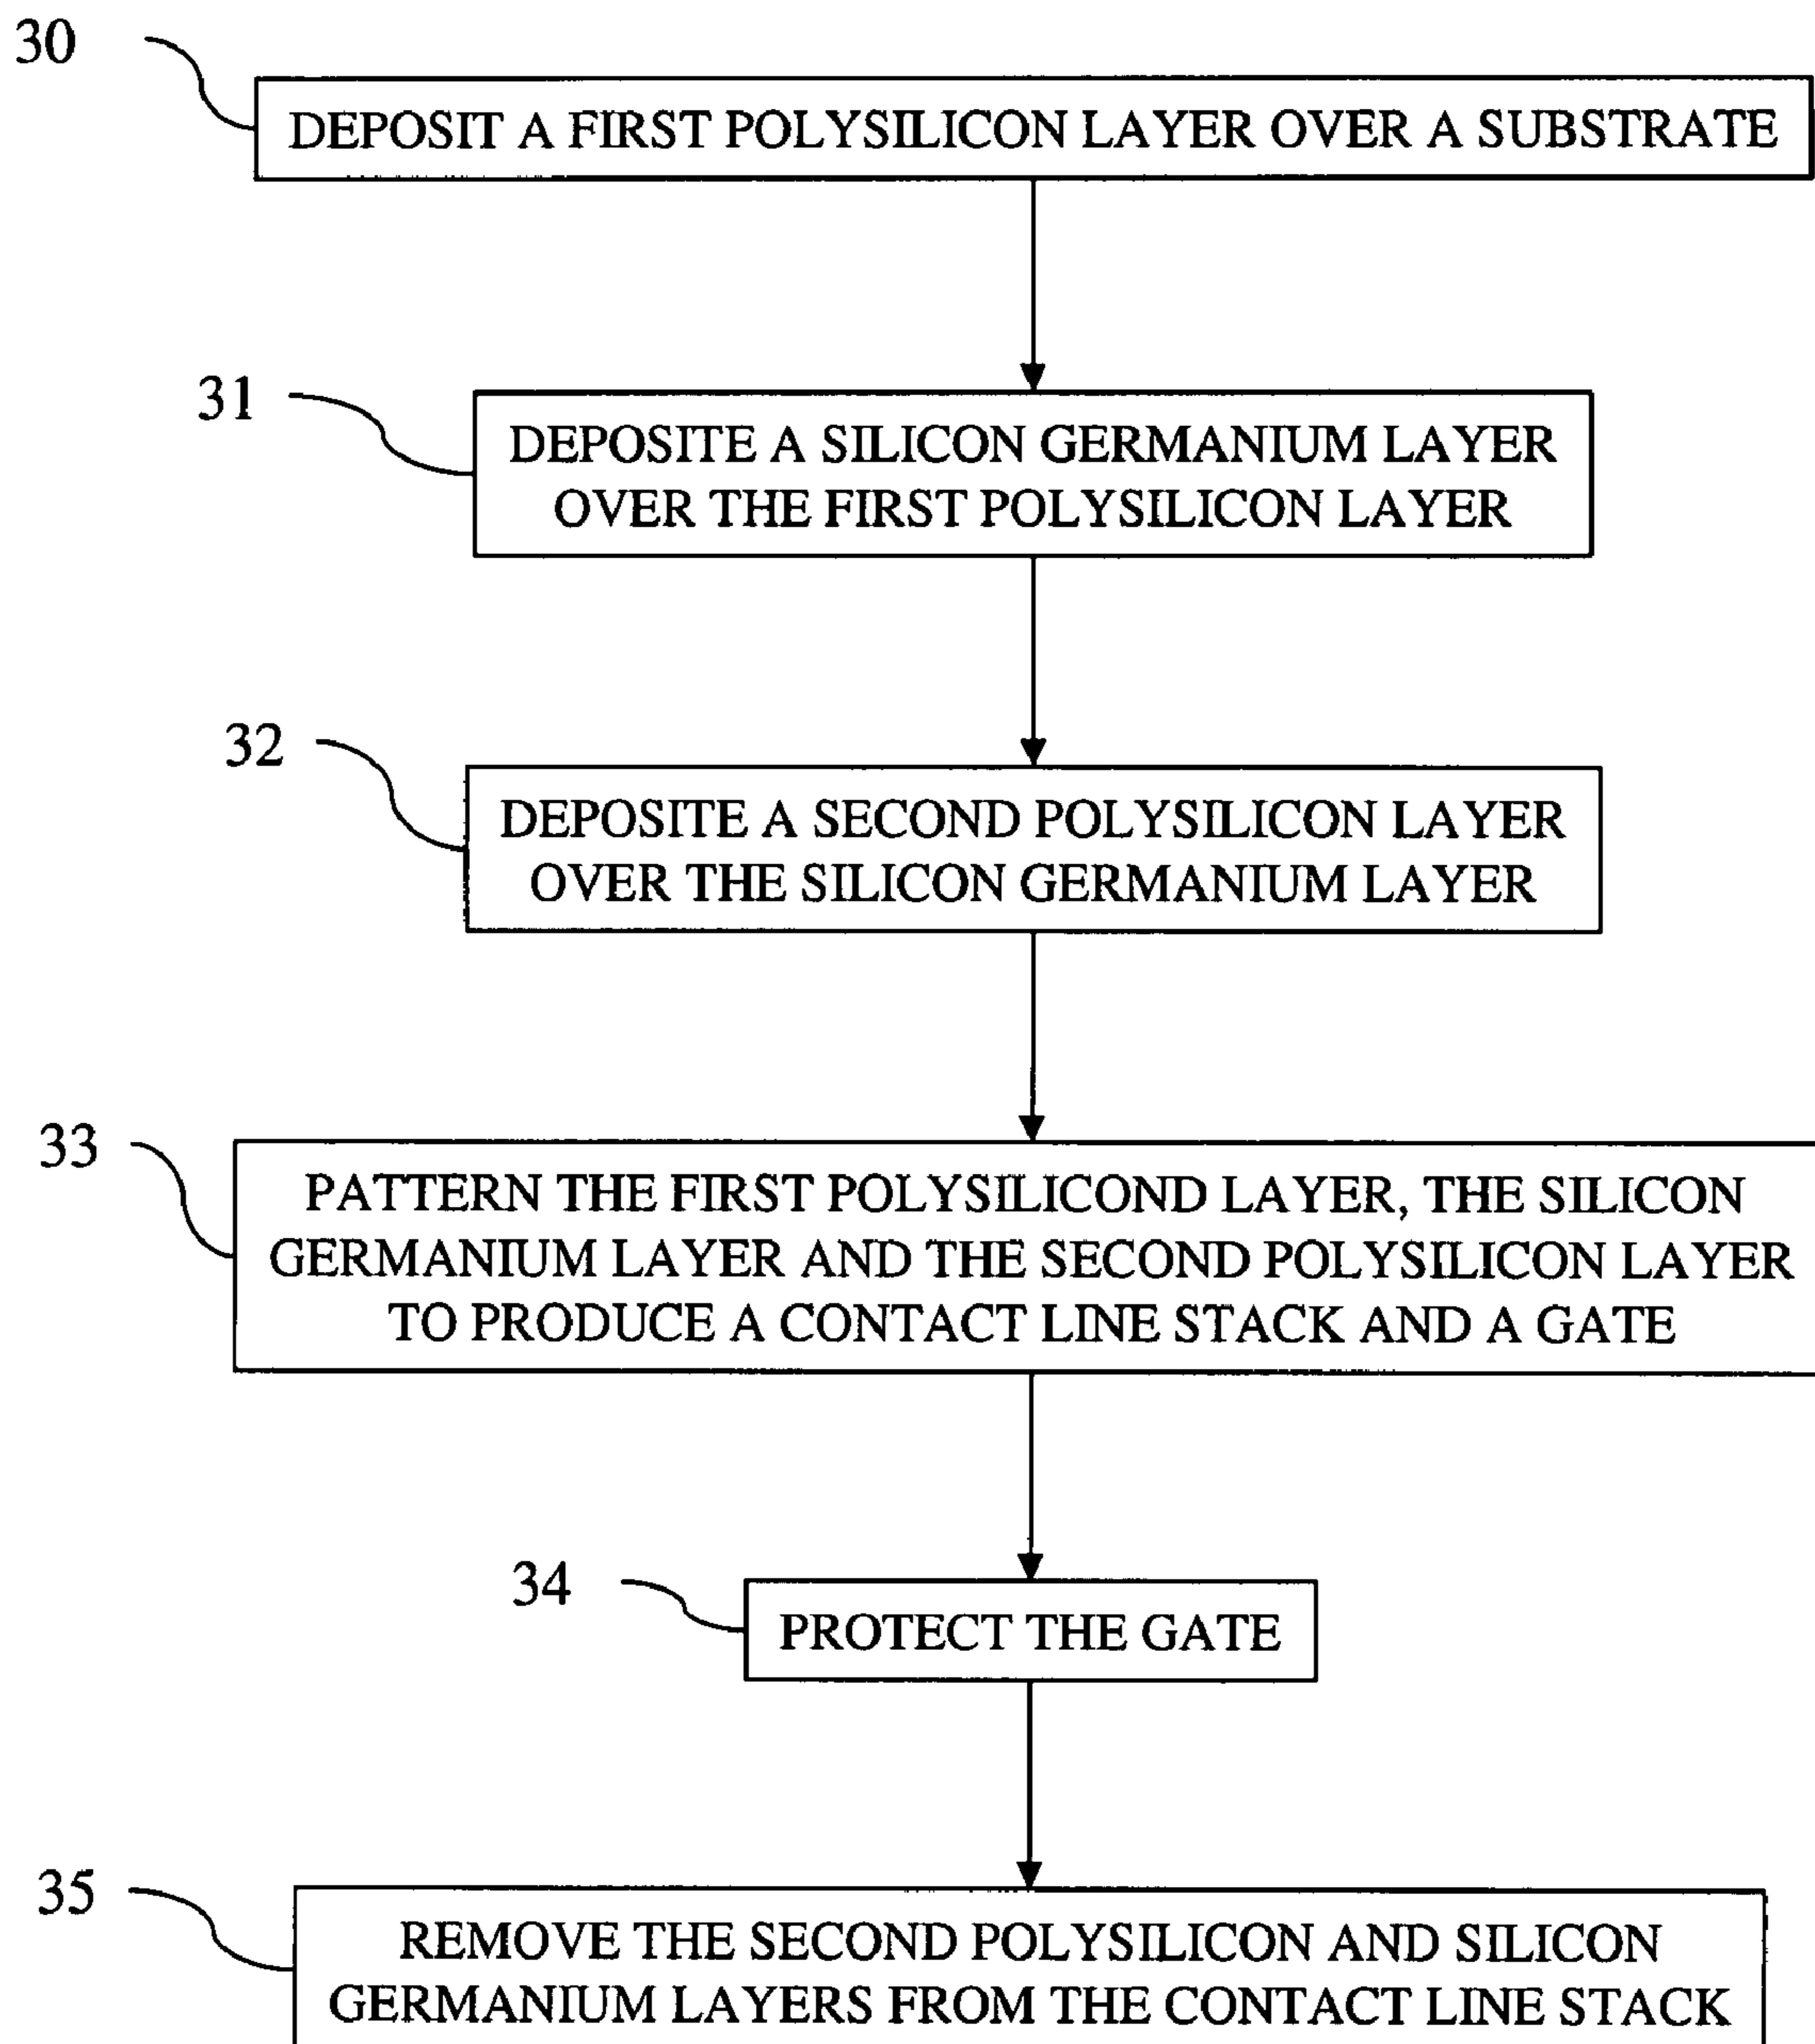 30
DEPOSIT A FIRST POLYSILICON LAYER OVER A SUBSTRATE
31
DEPOSITE A SILICON GERMANIUM LAYER
OVER THE FIRST POLYSILICON LAYER
32
DEPOSITE A SECOND POLYSILICON LAYER
OVER THE SILICON GERMANIUM LAYER
33
PATTERN THE FIRST POLYSILICOND LAYER, THE SILICON
GERMANIUM LAYER AND THE SECOND POLYSILICON LAYER
TO PRODUCE A CONTACT LINE STACK AND A GATE
34
PROTECT THE GATE
35
REMOVE THE SECOND POLYSILICON AND SILICON
GERMANIUM LAYERS FROM THE CONTACT LINE STACK